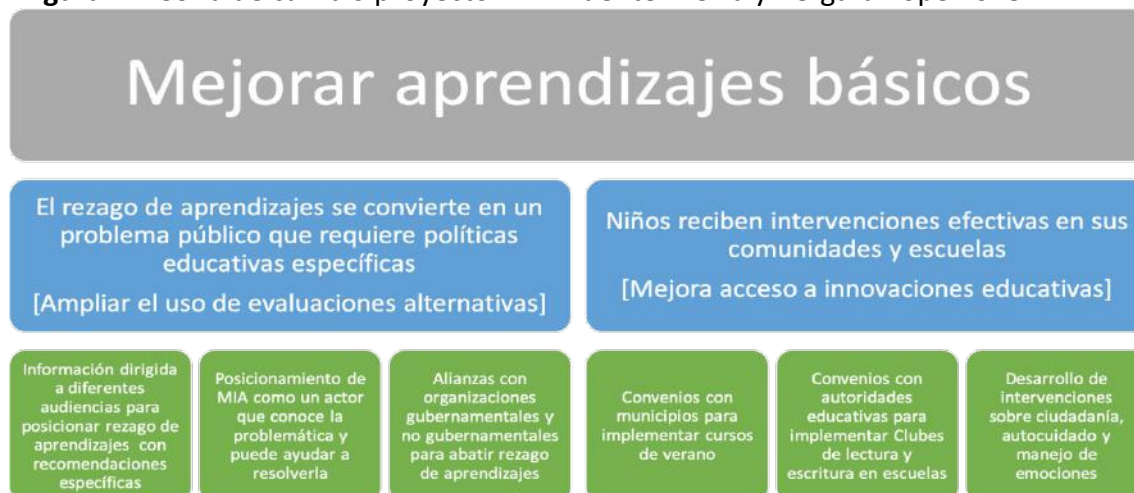 Mejorar aprendizajes básicos
El rezago de aprendizajes se convierte en un
problema público que requiere políticas
educativas específicas
[Ampliar el uso de evaluaciones alternativas]
Niños reciben intervenciones efectivas en sus
comunidades y escuelas
[Mejora acceso a innovaciones educativas]
Información dirigida
a diferentes
audiencias para
posicionar rezago de
aprendizajes con
recomendaciones
específicas
Posicionamiento de
MIA como un actor
que conoce la
problemática y
puede ayudar a
resolverla
Alianzas con
organizaciones
gubernamentales y
no gubernamentales
para abatir rezago
de aprendizajes
Convenios con
municipios para
implementar cursos
de verano
Convenios con
autoridades
educativas para
implementar Clubes
de lectura y
escritura en escuelas
Desarrollo de
intervenciones
sobre ciudadanía,
autocuidado y
manejo de
emociones